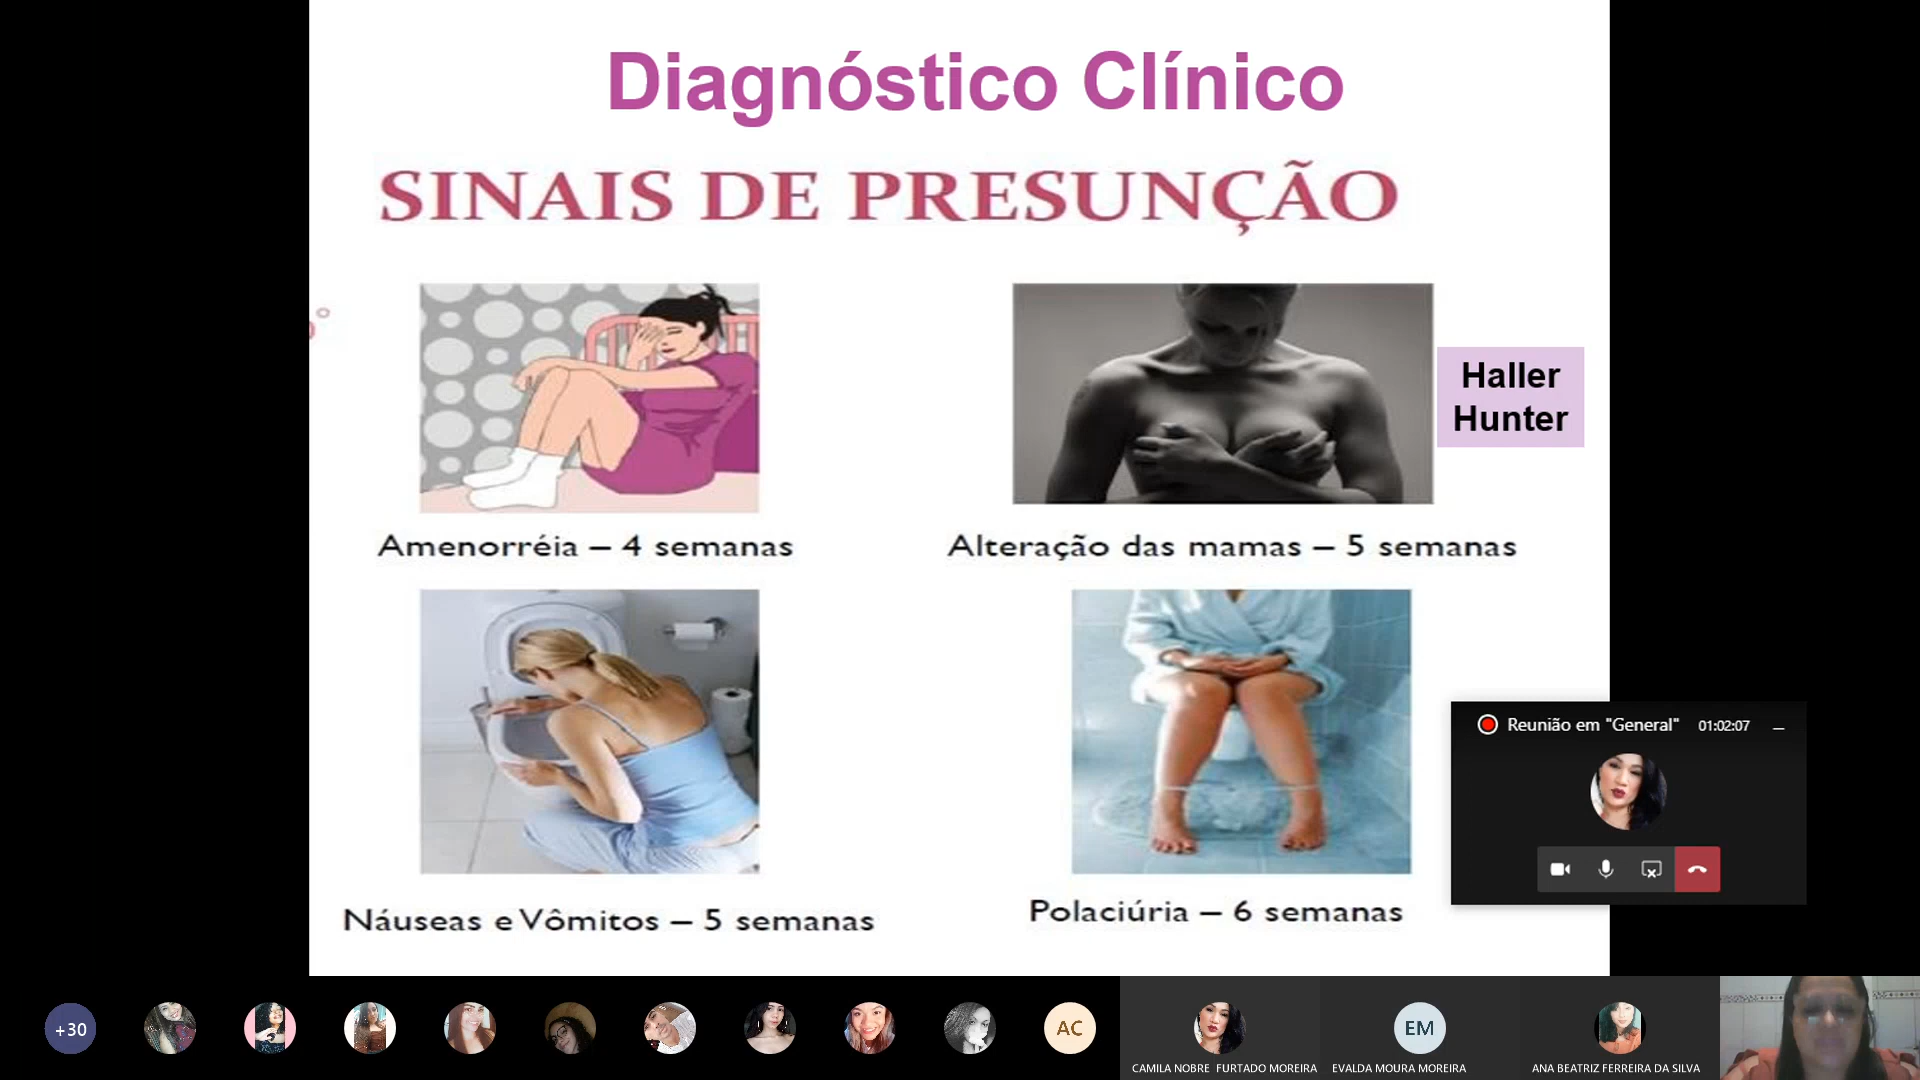 Diagnóstico Clínico
SINAIS DE PRESUNÇÃO
Haller
Hunter
Amenorréia – 4 semanas
Alteração das mamas – 5 semanas
Náuseas e Vômitos – 5 semanas
Polaciúria – 6 semanas
Reunião em "General" 01:02:07
+30
AC
EM
CAMILA NOBRE FURTADO MOREIRA
EVALDA MOURA MOREIRA
ANA BEATRIZ FERREIRA DA SILVA